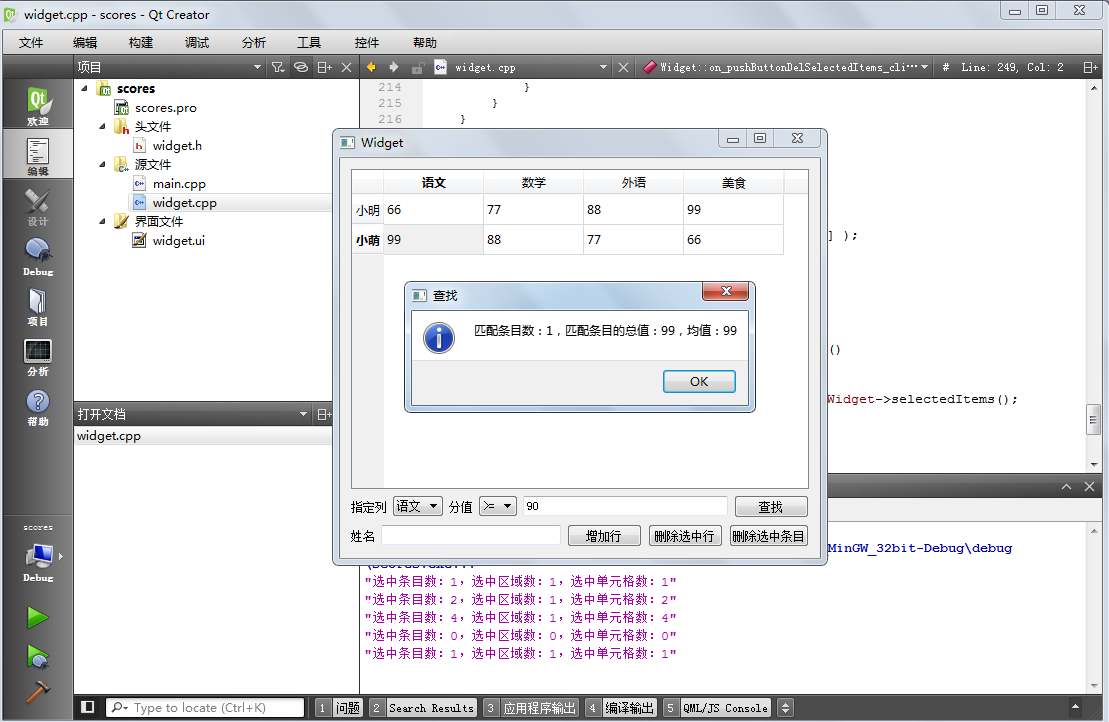 widget.cpp - scores - Qt Creator
文件 编辑 构建 调试 分析 工具 控件 帮助
项目
widget.cpp
Widget::on_pushButtonDelSelectedItems_cli…
# Line: 249, Col: 2
欢迎
编辑
设计
Debug
项目
分析
帮助
scores
Debug
scores
scores.pro
头文件
widget.h
源文件
main.cpp
widget.cpp
界面文件
widget.ui
打开文档
widget.cpp
214 }
215 }
216 }
] );
()
Widget->selectedItems();
Widget
语文 数学 外语 美食
小明 66 77 88 99
小萌 99 88 77 66
查找
匹配条目数：1，匹配条目的总值：99，均值：99
OK
指定列 语文 分值 >= 90 查找
姓名 增加行 删除选中行 删除选中条目
MinGW_32bit-Debug\debug
"选中条目数：1，选中区域数：1，选中单元格数：1"
"选中条目数：2，选中区域数：1，选中单元格数：2"
"选中条目数：4，选中区域数：1，选中单元格数：4"
"选中条目数：0，选中区域数：0，选中单元格数：0"
"选中条目数：1，选中区域数：1，选中单元格数：1"
Type to locate (Ctrl+K)
1 问题 2 Search Results 3 应用程序输出 4 编译输出 5 QML/JS Console